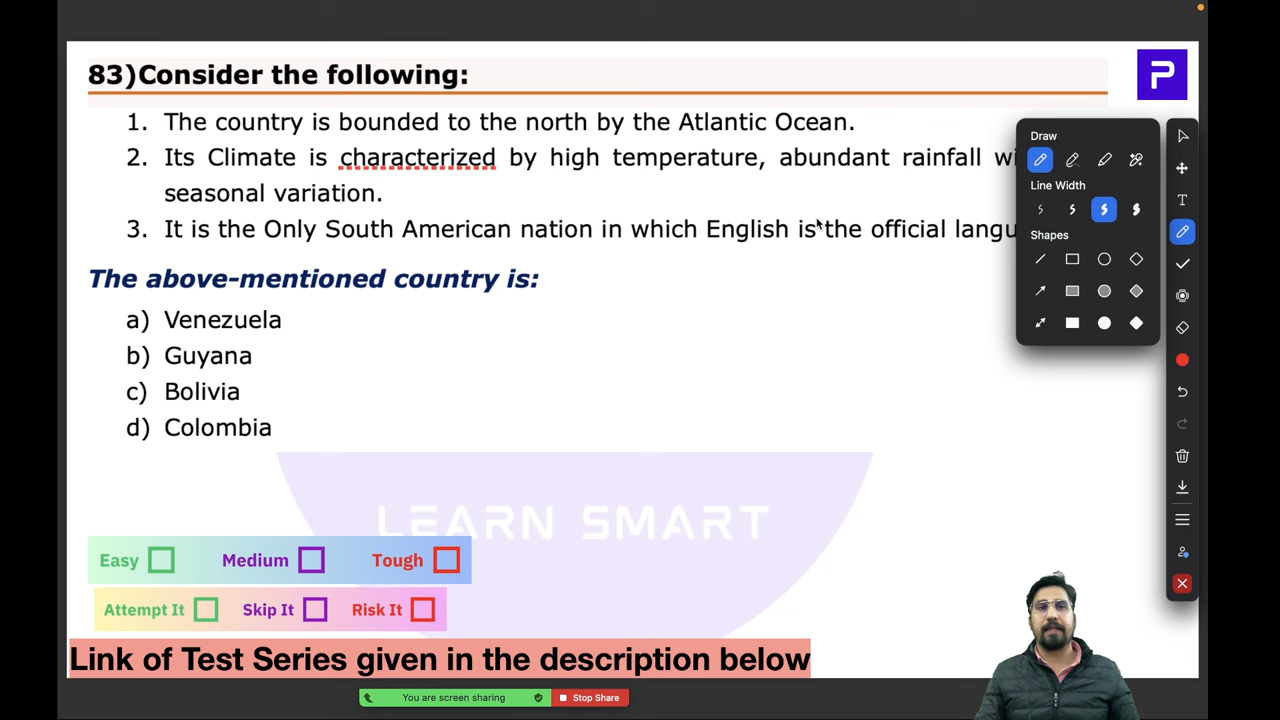 83)Consider the following:
1. The country is bounded to the north by the Atlantic Ocean.
2. Its Climate is characterized by high temperature, abundant rainfall
seasonal variation.
3. It is the Only South American nation in which English is the official
The above-mentioned country is:
a) Venezuela
b) Guyana
c) Bolivia
d) Colombia
LEARN SMART
Easy Medium Tough
Attempt It Skip It Risk It
Link of Test Series given in the description below
You are screen sharing Stop Share
Draw
Line Width
Shapes